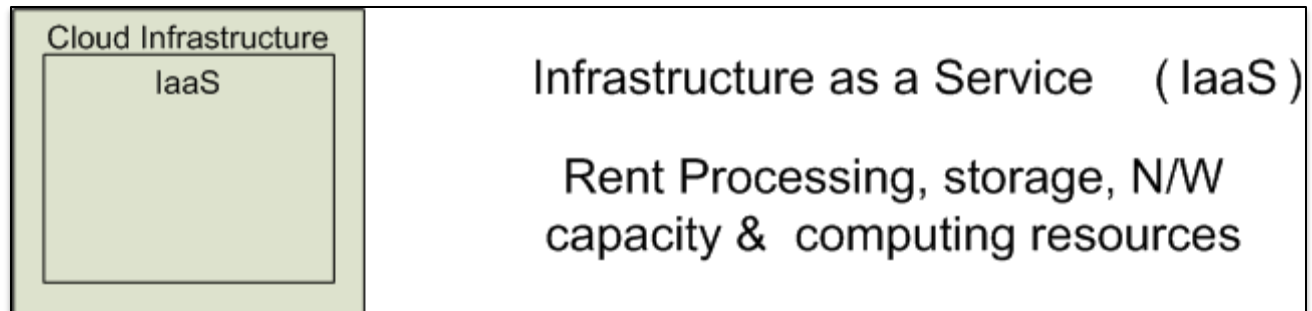 Cloud Infrastructure
IaaS
Infrastructure as a Service ( IaaS )
Rent Processing, storage, N/W
capacity & computing resources